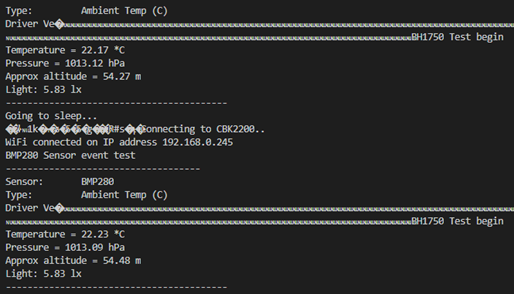 Type: Ambient Temp (C)
Driver Ve
BH1750 Test begin
Temperature = 22.17 *C
Pressure = 1013.12 hPa
Approx altitude = 54.27 m
Light: 5.83 lx
-----------------------------------------
Going to sleep...
onnecting to CBK2200..
WiFi connected on IP address 192.168.0.245
BMP280 Sensor event test
------------------------------------
Sensor: BMP280
Type: Ambient Temp (C)
Driver Ve
BH1750 Test begin
Temperature = 22.23 *C
Pressure = 1013.09 hPa
Approx altitude = 54.48 m
Light: 5.83 lx
-----------------------------------------